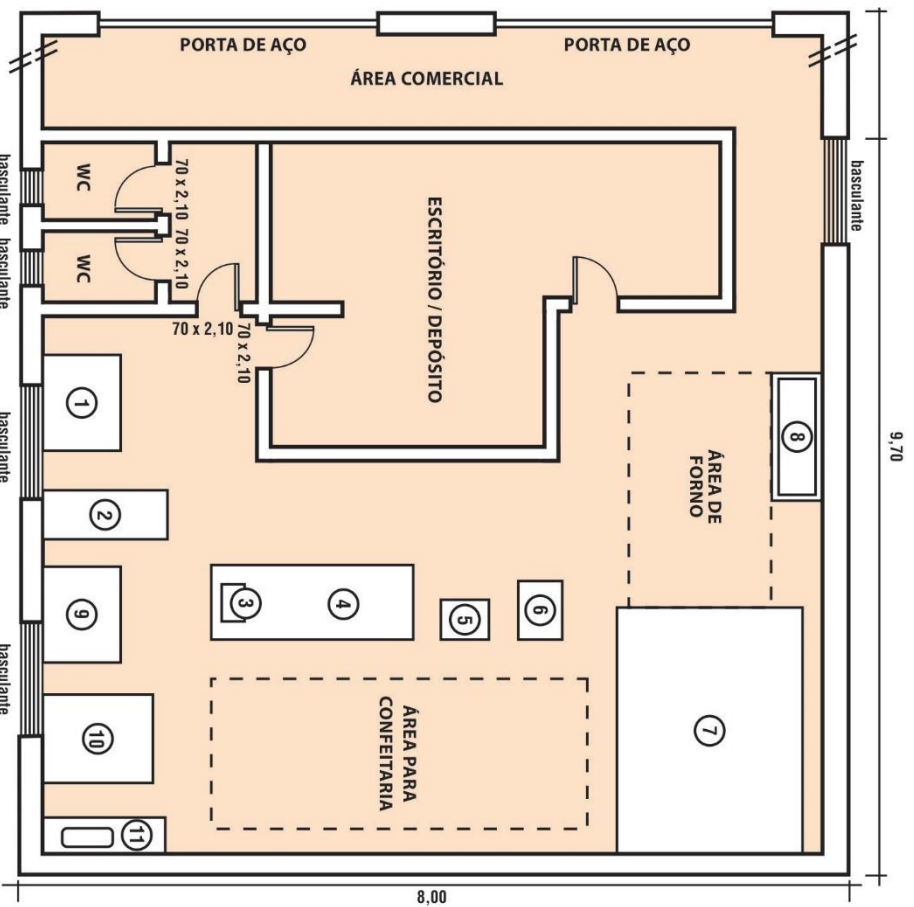 PORTA DE AÇO
PORTA DE AÇO
ÁREA COMERCIAL
basculante
WC
70 x 2,10
basculante
WC
70 x 2,10
basculante
70 x 2,10
70 x 2,10
ESCRITÓRIO / DEPÓSITO
1
basculante
8
ÁREA DE
FORNO
9,70
2
9
3
4
5
6
basculante
7
ÁREA PARA
CONFEITARIA
10
11
8,00